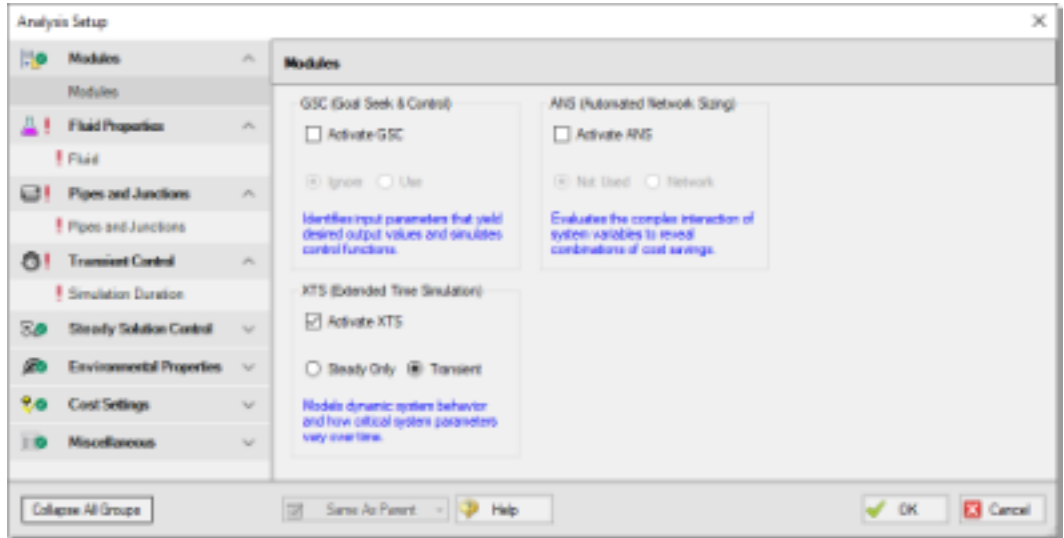 Analysis Setup
Modules
Modules
Fluid Properties
Fluid
Pipes and Junctions
Pipes and Junctions
Transient Control
Simulation Duration
Steady Solution Control
Environmental Properties
Cost Settings
Miscellaneous
Collapse All Groups
Modules
GSC (Goal Seek & Control)
Activate GSC
Ignore Use
Identifies input parameters that yield
desired output values and simulates
control functions.
ANS (Automated Network Sizing)
Activate ANS
Not Used Network
Evaluates the complex interaction of
system variables to reveal
combinations of cost savings.
XTS (Extended Time Simulation)
Activate XTS
Steady Only Transient
Models dynamic system behavior
and how critical system parameters
vary over time.
Same As Parent Help
OK Cancel